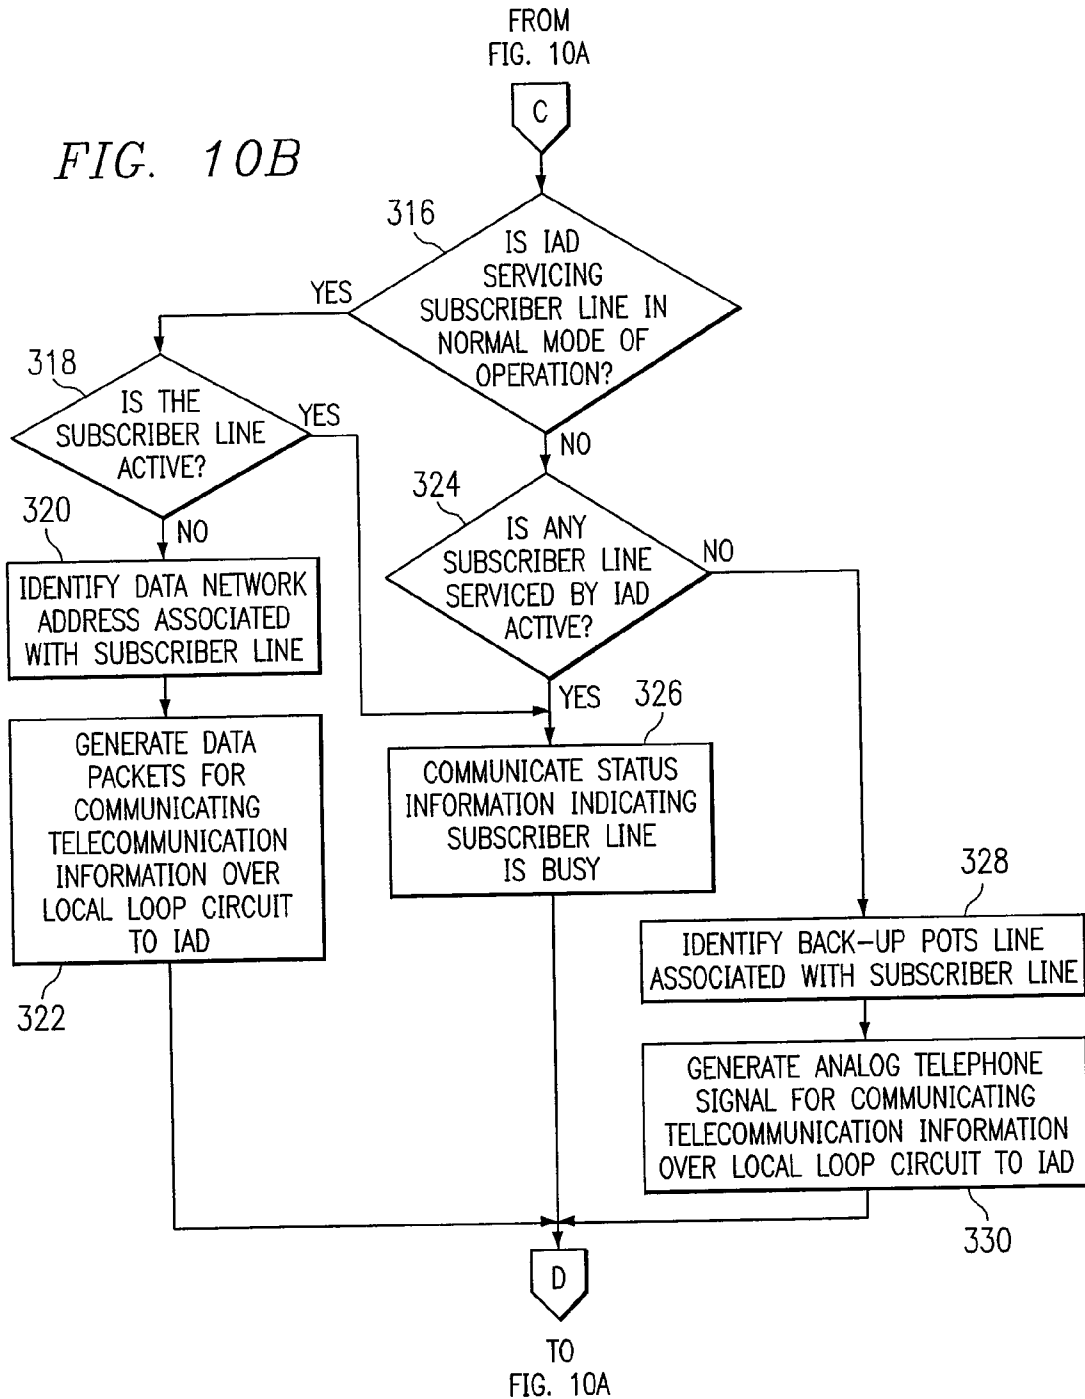 FROM
FIG. 10A
C
FIG. 10B
316
IS IAD
SERVICING
SUBSCRIBER LINE IN
NORMAL MODE OF
OPERATION?
YES
NO
318
IS THE
SUBSCRIBER LINE
ACTIVE?
YES
NO
324
IS ANY
SUBSCRIBER LINE
SERVICED BY IAD
ACTIVE?
NO
YES
320
IDENTIFY DATA NETWORK
ADDRESS ASSOCIATED
WITH SUBSCRIBER LINE
GENERATE DATA
PACKETS FOR
COMMUNICATING
TELECOMMUNICATION
INFORMATION OVER
LOCAL LOOP CIRCUIT
TO IAD
322
326
COMMUNICATE STATUS
INFORMATION INDICATING
SUBSCRIBER LINE
IS BUSY
328
IDENTIFY BACK-UP POTS LINE
ASSOCIATED WITH SUBSCRIBER LINE
GENERATE ANALOG TELEPHONE
SIGNAL FOR COMMUNICATING
TELECOMMUNICATION INFORMATION
OVER LOCAL LOOP CIRCUIT TO IAD
330
D
TO
FIG. 10A